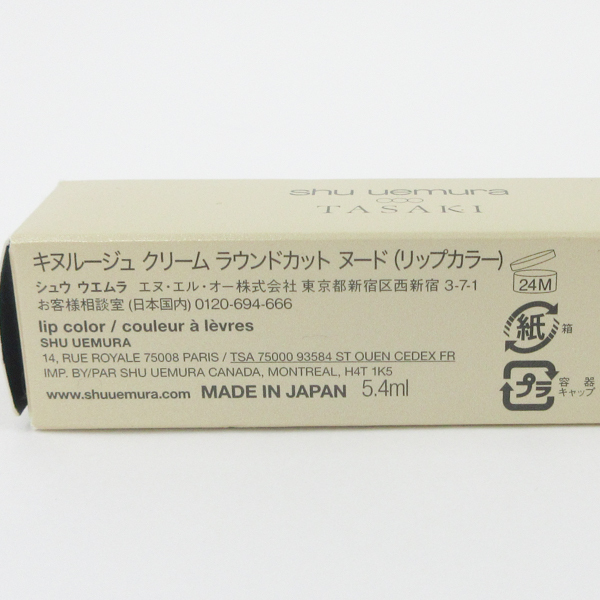 shu uemura
TASAKI
キヌルージュ クリーム ラウンドカット ヌード (リップカラー)
シュウ ウエムラ エヌ・エル・オー株式会社 東京都新宿区西新宿 3-7-1
お客様相談室 (日本国内) 0120-694-666
lip color / couleur à lèvres
SHU UEMURA
14, RUE ROYALE 75008 PARIS / TSA 75000 93584 ST OUEN CEDEX FR
IMP. BY/PAR SHU UEMURA CANADA, MONTREAL, H4T 1K5
www.shuuemura.com MADE IN JAPAN 5.4ml
24M
紙 箱
プラ 容器
キャップ